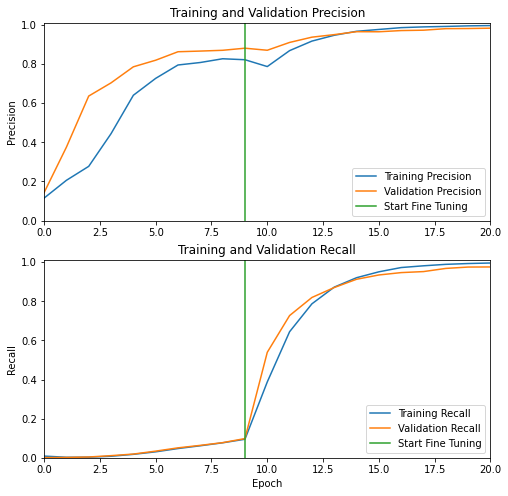 Training and Validation Precision
1.0
0.8
0.6
0.4
0.2
0.0
Precision
0.0 2.5 5.0 7.5 10.0 12.5 15.0 17.5 20.0
Training Precision
Validation Precision
Start Fine Tuning
Training and Validation Recall
1.0
0.8
0.6
0.4
0.2
0.0
Recall
0.0 2.5 5.0 7.5 10.0 12.5 15.0 17.5 20.0
Training Recall
Validation Recall
Start Fine Tuning
Epoch